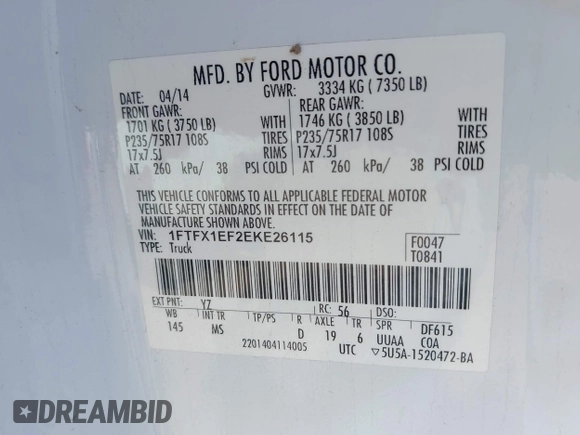 MFD. BY FORD MOTOR CO.
DATE: 04/14
GVWR: 3334 KG ( 7350 LB)
FRONT GAWR:
REAR GAWR:
1701 KG ( 3750 LB) WITH
1746 KG ( 3850 LB) WITH
P235/75R17 108S TIRES
P235/75R17 108S TIRES
17x7.5J RIMS
17x7.5J RIMS
AT 260 kPa/ 38 PSI COLD
AT 260 kPa/ 38 PSI COLD
THIS VEHICLE CONFORMS TO ALL APPLICABLE FEDERAL MOTOR
VEHICLE SAFETY STANDARDS IN EFFECT ON THE DATE OF
MANUFACTURE SHOWN ABOVE.
VIN: 1FTFX1EF2EKE26115
TYPE: Truck
F0047
T0841
EXT PNT: YZ RC: 56 DSO:
WB INT TR TP/PS R AXLE TR SPR DF615
145 MS D 19 6 UUAA COA
2201404114005 UTC ▽5U5A-1520472-BA
DREAMBID